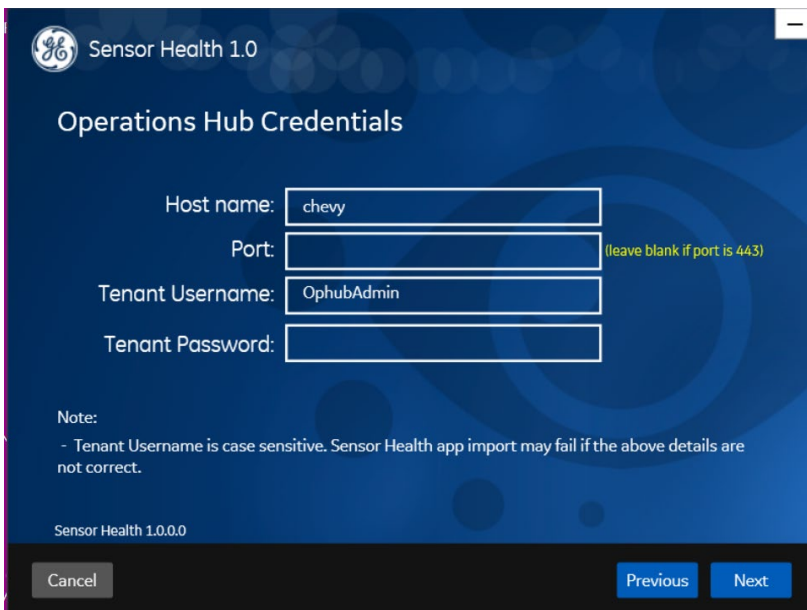 Sensor Health 1.0
Operations Hub Credentials
Host name: chevy
Port: (leave blank if port is 443)
Tenant Username: OphubAdmin
Tenant Password:
Note:
- Tenant Username is case sensitive. Sensor Health app import may fail if the above details are
not correct.
Sensor Health 1.0.0.0
Cancel Previous Next